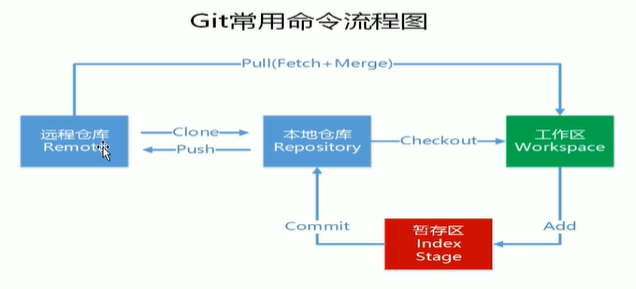 Git常用命令流程图
Pull(Fetch+Merge)
远程仓库
Remote
Clone
Push
本地仓库
Repository
Checkout
工作区
Workspace
Commit
暂存区
Index
Stage
Add